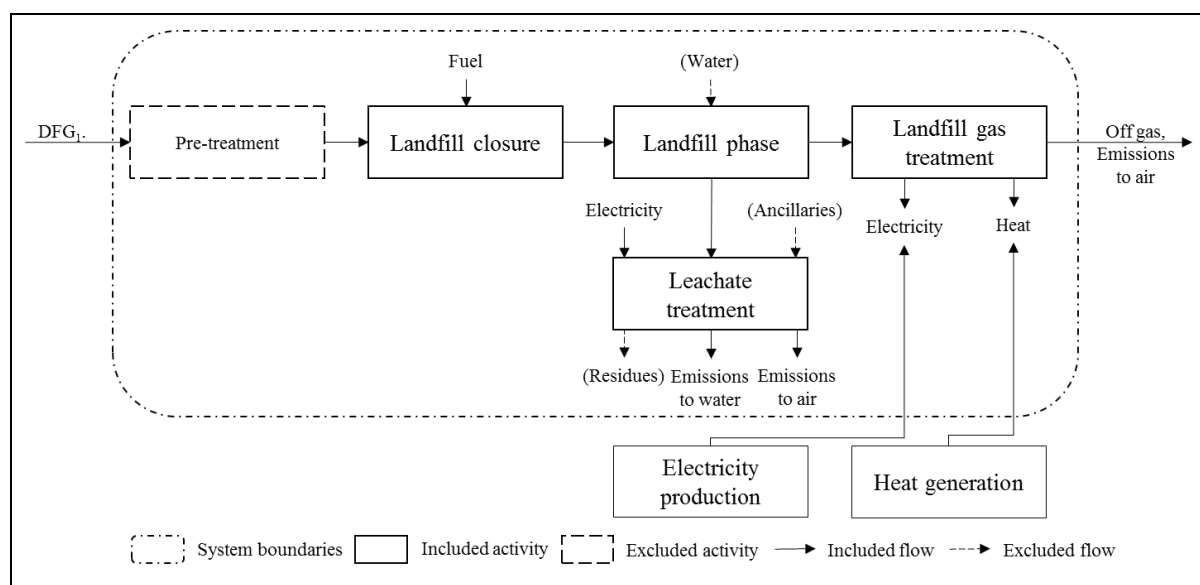 Fuel
(Water)
DFG1.
Pre-treatment
Landfill closure
Landfill phase
Landfill gas
treatment
Off gas,
Emissions
to air
Electricity
(Ancillaries)
Electricity
Heat
Leachate
treatment
(Residues)
Emissions
to water
Emissions
to air
Electricity
production
Heat generation
System boundaries
Included activity
Excluded activity
Included flow
Excluded flow